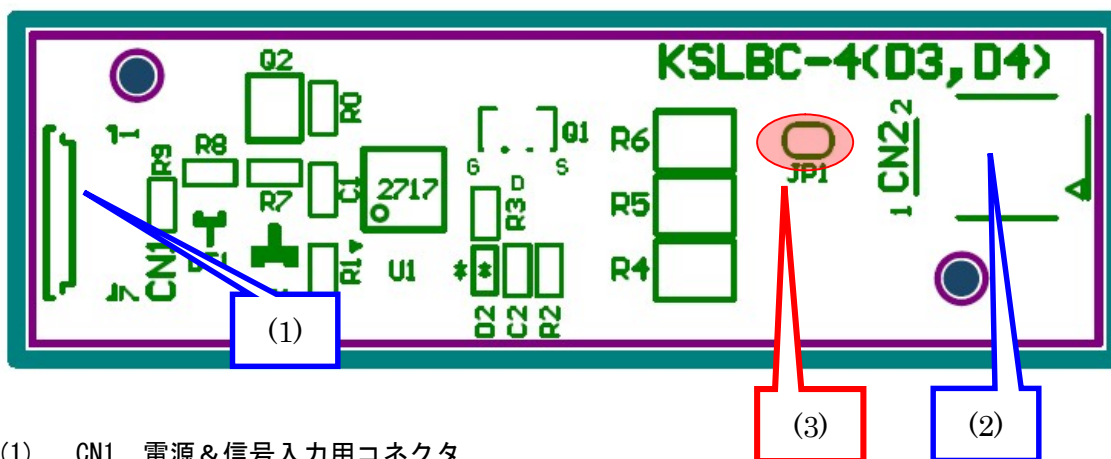 KSLBC-4(D3,D4)
Q2
R0
1
R9
R8
R7
C1
2717
Q1
G
D
S
R3
R6
R5
R4
JP1
CN2
2
1
CN1
7
R1
U1
**
D2
C2
R2
(1)
(2)
(3)
(1) CN1 電源＆信号入力用コネクタ